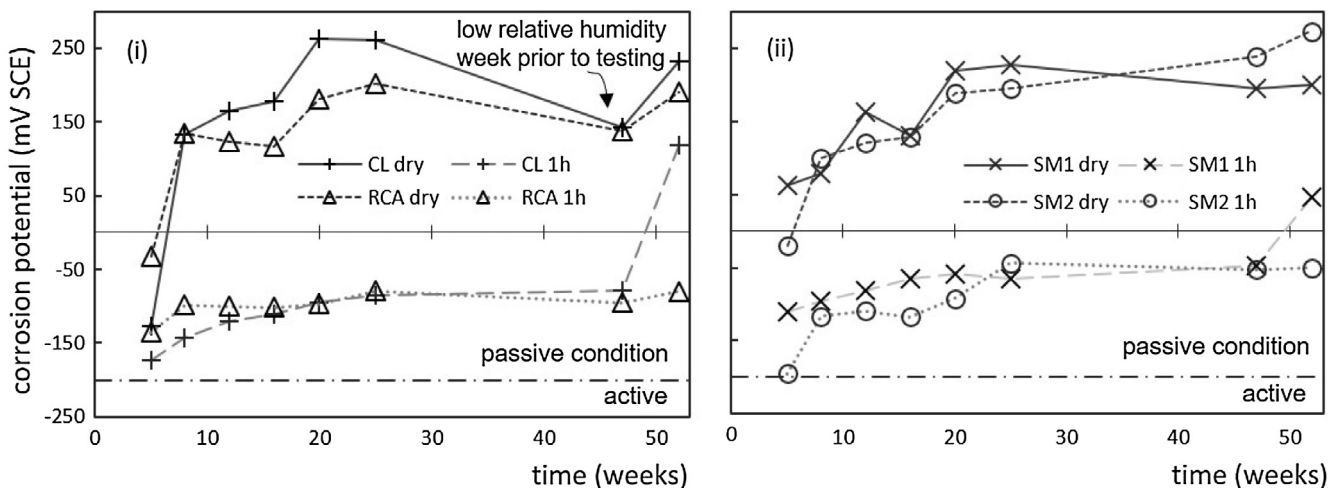 corrosion potential (mV SCE)
250
150
50
-50
-150
-250
(i)
low relative humidity
week prior to testing
CL dry
CL 1h
RCA dry
RCA 1h
passive condition
active
0
10
20
30
40
50
time (weeks)
(ii)
SM1 dry
SM1 1h
SM2 dry
SM2 1h
passive condition
active
0
10
20
30
40
50
time (weeks)